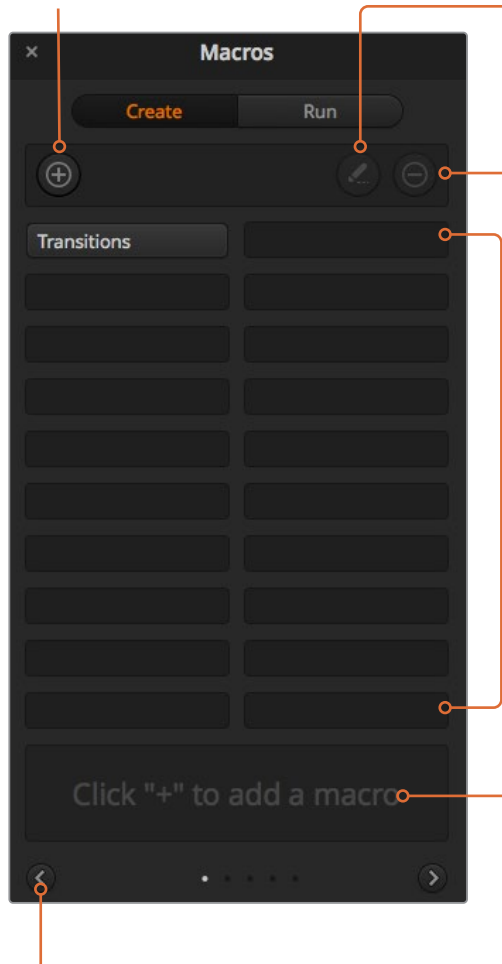 Macros
Create
Run
Transitions
Click "+" to add a macro